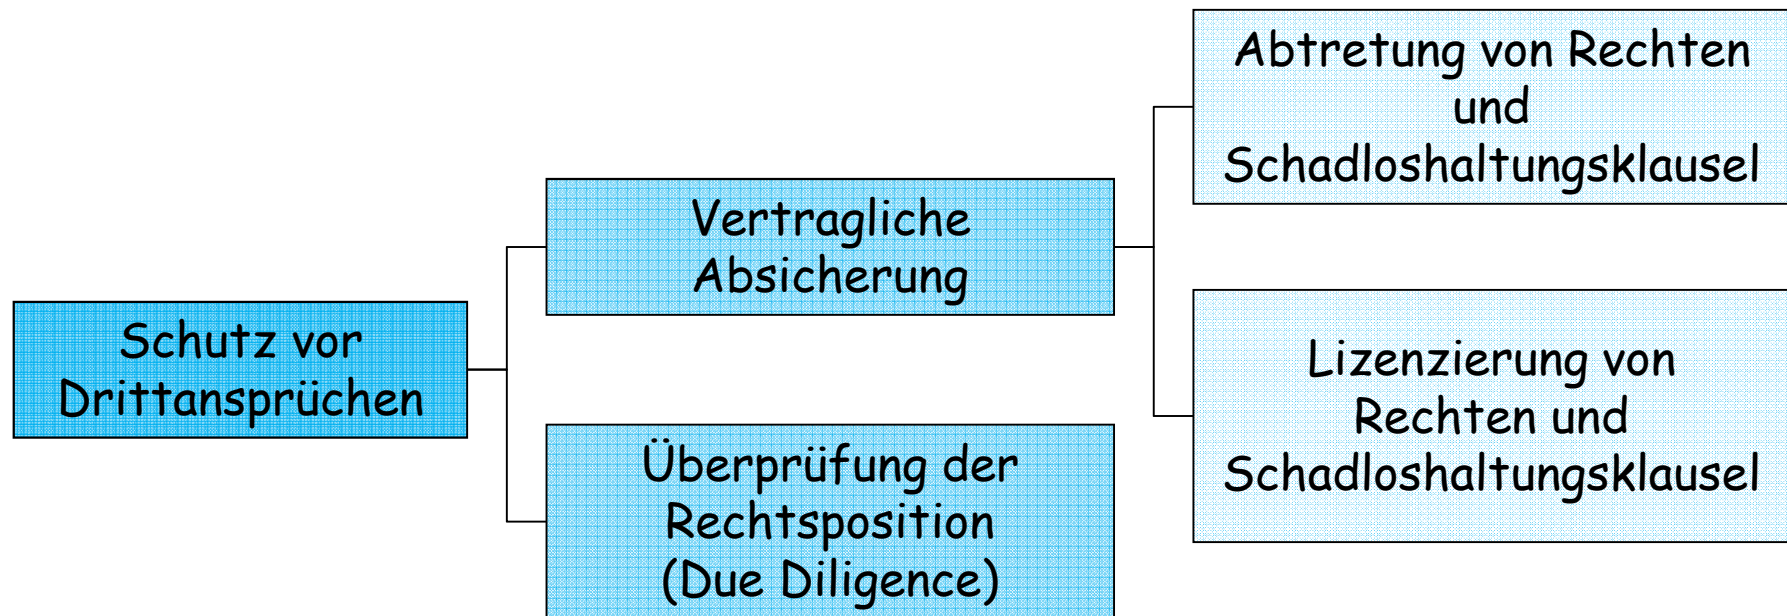 Schutz vor
Drittansprüchen
Vertragliche
Absicherung
Überprüfung der
Rechtsposition
(Due Diligence)
Abtretung von Rechten
und
Schadloshaltungsklausel
Lizenzierung von
Rechten und
Schadloshaltungsklausel